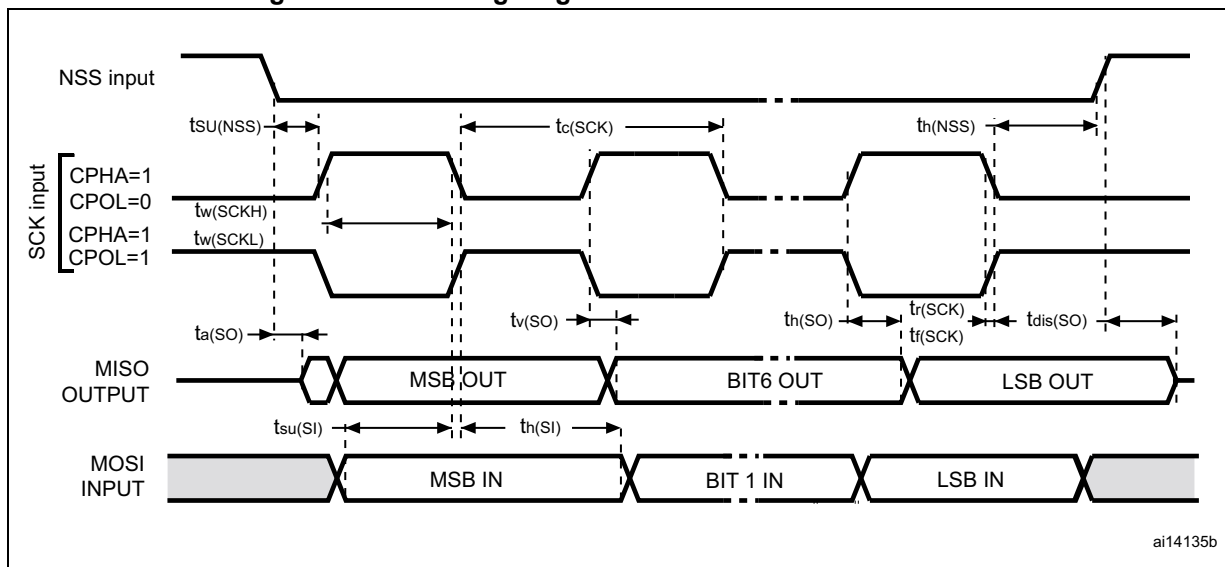 NSS input
tSU(NSS)
tc(SCK)
th(NSS)
SCK input
CPHA=1
CPOL=0
tw(SCKH)
CPHA=1
tw(SCKL)
CPOL=1
ta(SO)
tv(SO)
th(SO)
tr(SCK)
tf(SCK)
tdis(SO)
MISO
OUTPUT
MSB OUT
BIT6 OUT
LSB OUT
tsu(SI)
th(SI)
MOSI
INPUT
MSB IN
BIT 1 IN
LSB IN
ai14135b